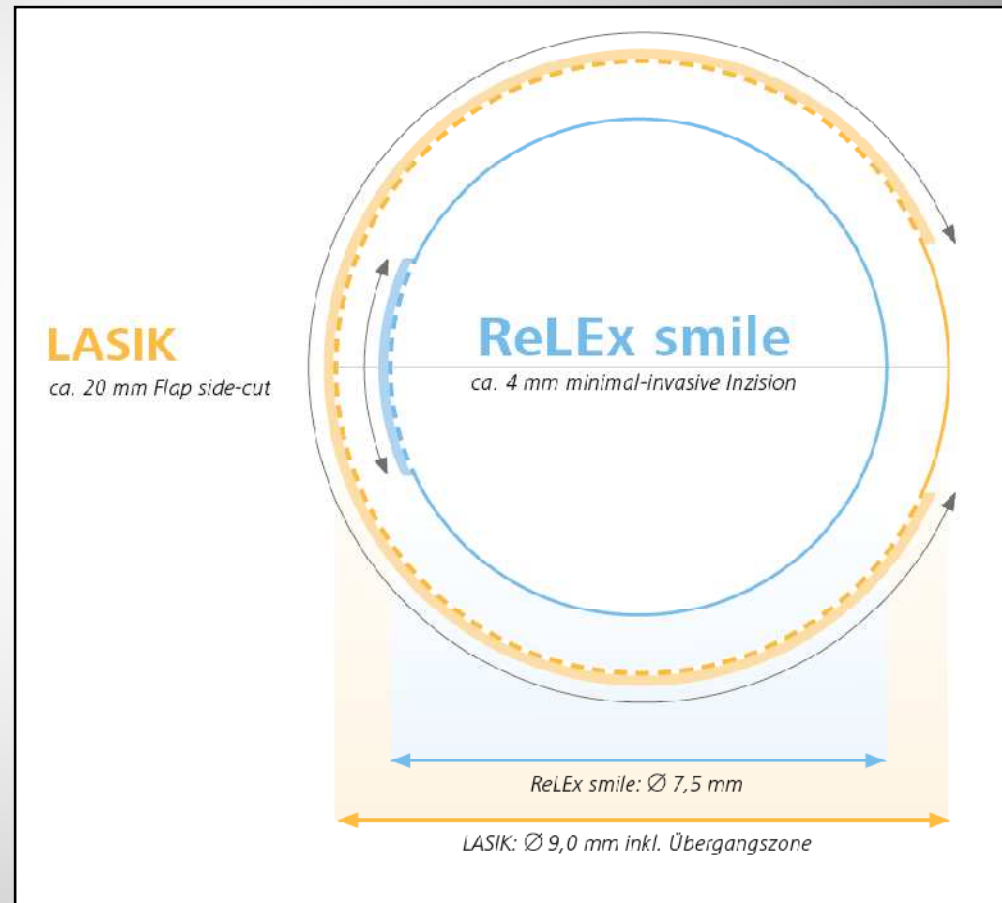 LASIK
ca. 20 mm Flap side-cut
ReLEx smile
ca. 4 mm minimal-invasive Inzision
ReLEx smile: Ø 7,5 mm
LASIK: Ø 9,0 mm inkl. Übergangszone